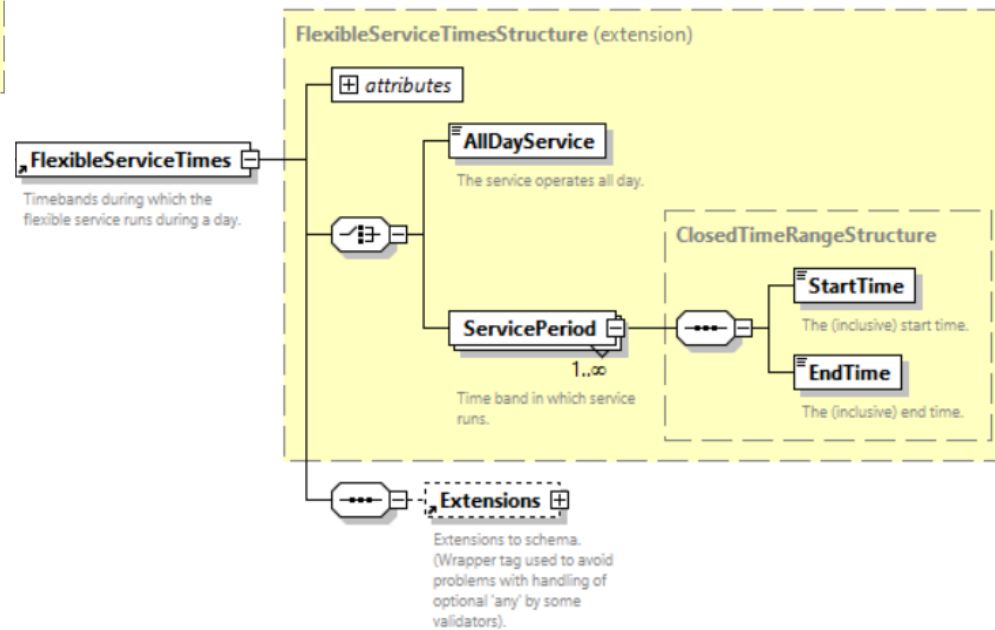 FlexibleServiceTimesStructure (extension)
attributes
FlexibleServiceTimes
Timebands during which the
flexible service runs during a day.
AllDayService
The service operates all day.
ClosedTimeRangeStructure
StartTime
The (inclusive) start time.
ServicePeriod
1..∞
Time band in which service
runs.
EndTime
The (inclusive) end time.
Extensions
Extensions to schema.
(Wrapper tag used to avoid
problems with handling of
optional 'any' by some
validators).